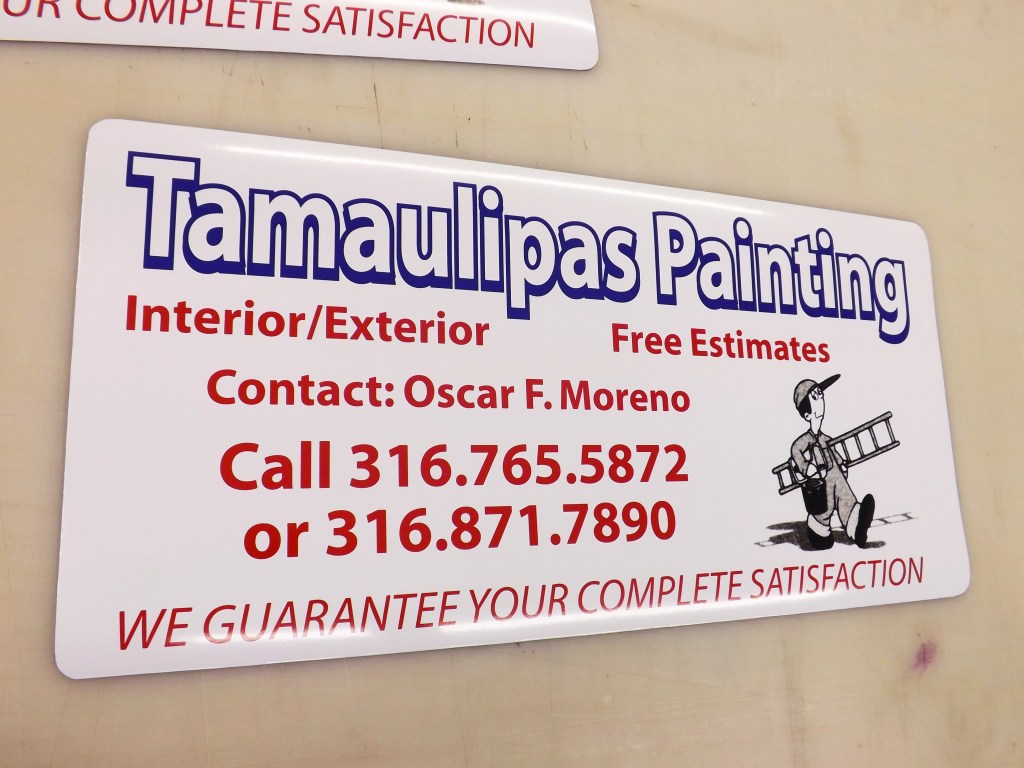 UR COMPLETE SATISFACTION
Tamaulipas Painting
Interior/Exterior Free Estimates
Contact: Oscar F. Moreno
Call 316.765.5872
or 316.871.7890
WE GUARANTEE YOUR COMPLETE SATISFACTION